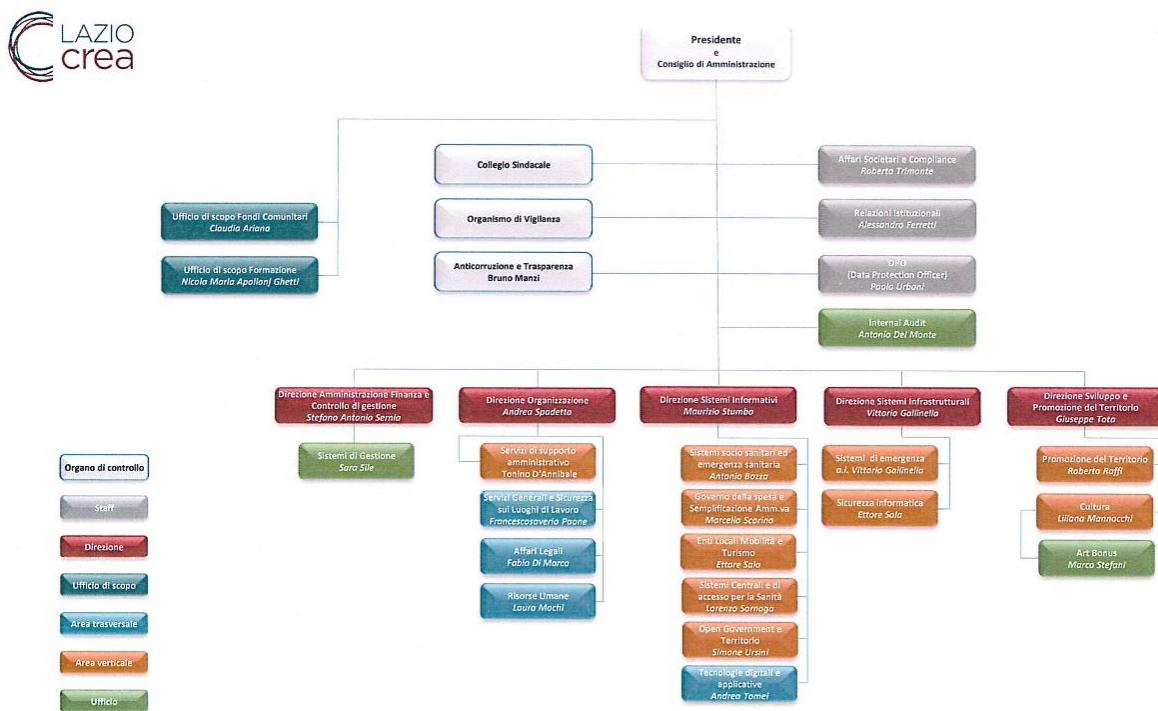 LAZIO
crea
Presidente
e
Consiglio di Amministrazione
Collegio Sindacale
Affari Societari e Compliance
Roberta Trimonte
Ufficio di scopo Fondi Comunitari
Claudia Ariano
Organismo di Vigilanza
Relazioni Istituzionali
Alessandro Ferretti
Ufficio di scopo Formazione
Nicola Maria Apollonj Ghetti
Anticorruzione e Trasparenza
Bruno Manzi
DPO
(Data Protection Officer)
Paolo Urbani
Internal Audit
Antonio Del Monte
Direzione Amministrazione Finanza e
Controllo di gestione
Stefano Antonio Sernia
Direzione Organizzazione
Andrea Spadetta
Direzione Sistemi Informativi
Maurizio Stumbo
Direzione Sistemi Infrastrutturali
Vittorio Gallinella
Direzione Sviluppo e
Promozione del Territorio
Giuseppe Tota
Sistemi di Gestione
Sara Sile
Servizi di supporto
amministrativo
Tonino D'Annibale
Servizi Generali e Sicurezza
sui Luoghi di Lavoro
Francescosaverio Paone
Affari Legali
Fabio Di Marco
Risorse Umane
Laura Mochi
Sistemi socio sanitari ed
emergenza sanitaria
Antonio Bozza
Governo della spesa e
Semplificazione Amm.va
Marcello Scarino
Enti Locali Mobilità e
Turismo
Ettore Sala
Sistemi Centrali e di
accesso per la Sanità
Lorenzo Sornaga
Open Government e
Territorio
Simone Ursini
Tecnologie digitali e
applicative
Andrea Tomei
Sistemi di emergenza
a.i. Vittorio Gallinella
Sicurezza informatica
Ettore Sala
Promozione del Territorio
Roberta Raffi
Cultura
Liliana Mannocchi
Art Bonus
Marco Stefani
Organo di controllo
Staff
Direzione
Ufficio di scopo
Area trasversale
Area verticale
Ufficio